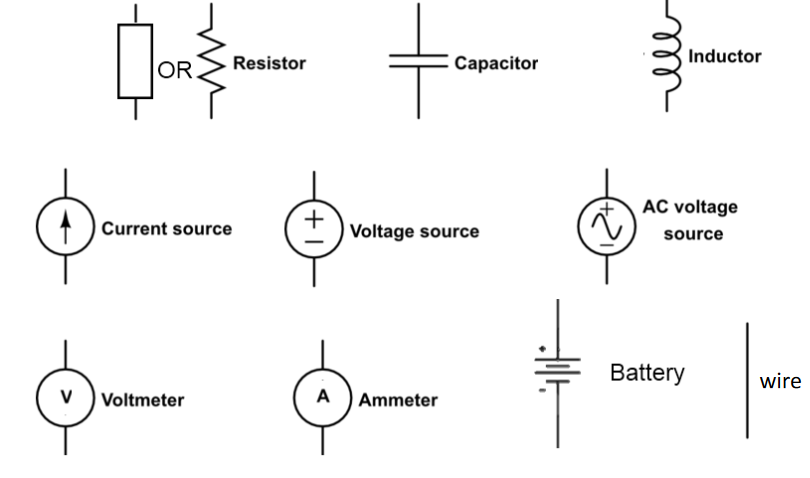 OR
Resistor
Capacitor
Inductor
Current source
+
−
Voltage source
+
−
AC voltage
source
V
Voltmeter
A
Ammeter
+
-
Battery
wire